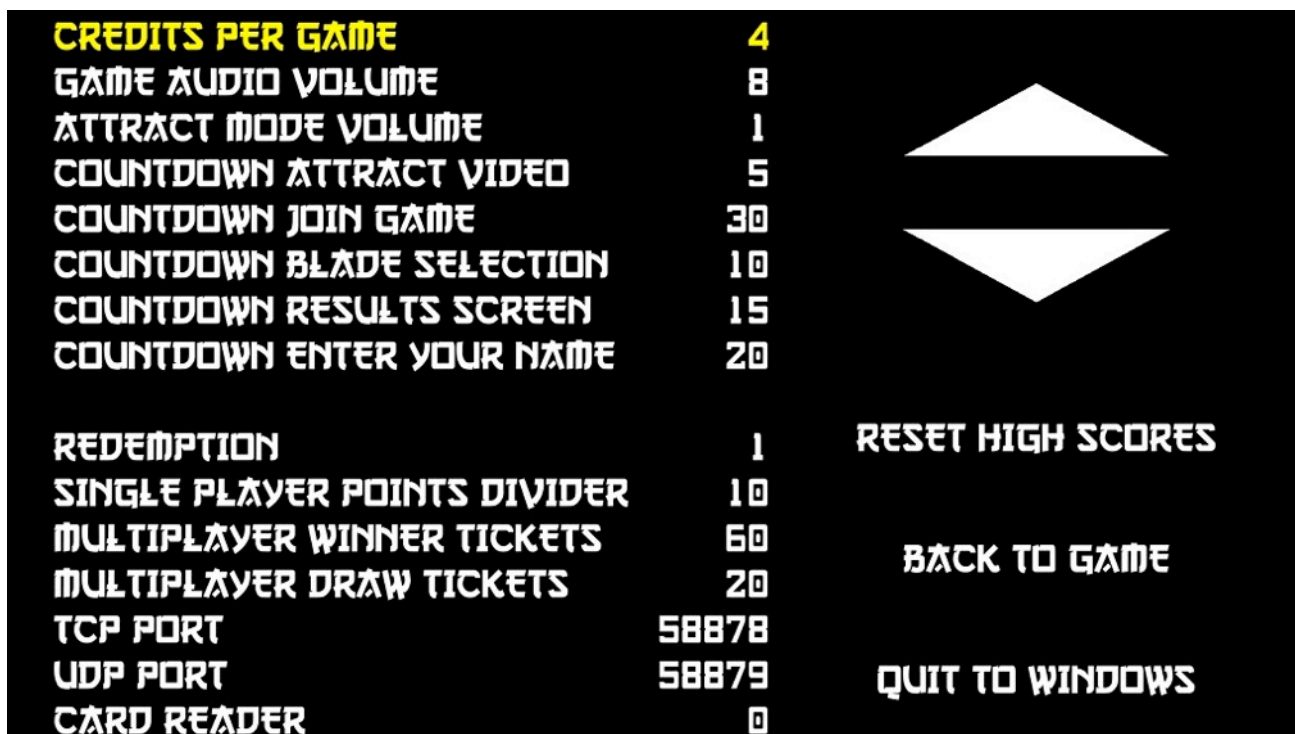 CREDITS PER GAME 4
GAME AUDIO VOLUME 8
ATTRACT MODE VOLUME 1
COUNTDOWN ATTRACT VIDEO 5
COUNTDOWN JOIN GAME 30
COUNTDOWN BLADE SELECTION 10
COUNTDOWN RESULTS SCREEN 15
COUNTDOWN ENTER YOUR NAME 20
REDEMPTION 1
SINGLE PLAYER POINTS DIVIDER 10
MULTIPLAYER WINNER TICKETS 60
MULTIPLAYER DRAW TICKETS 20
TCP PORT 58878
UDP PORT 58879
CARD READER 0
RESET HIGH SCORES
BACK TO GAME
QUIT TO WINDOWS